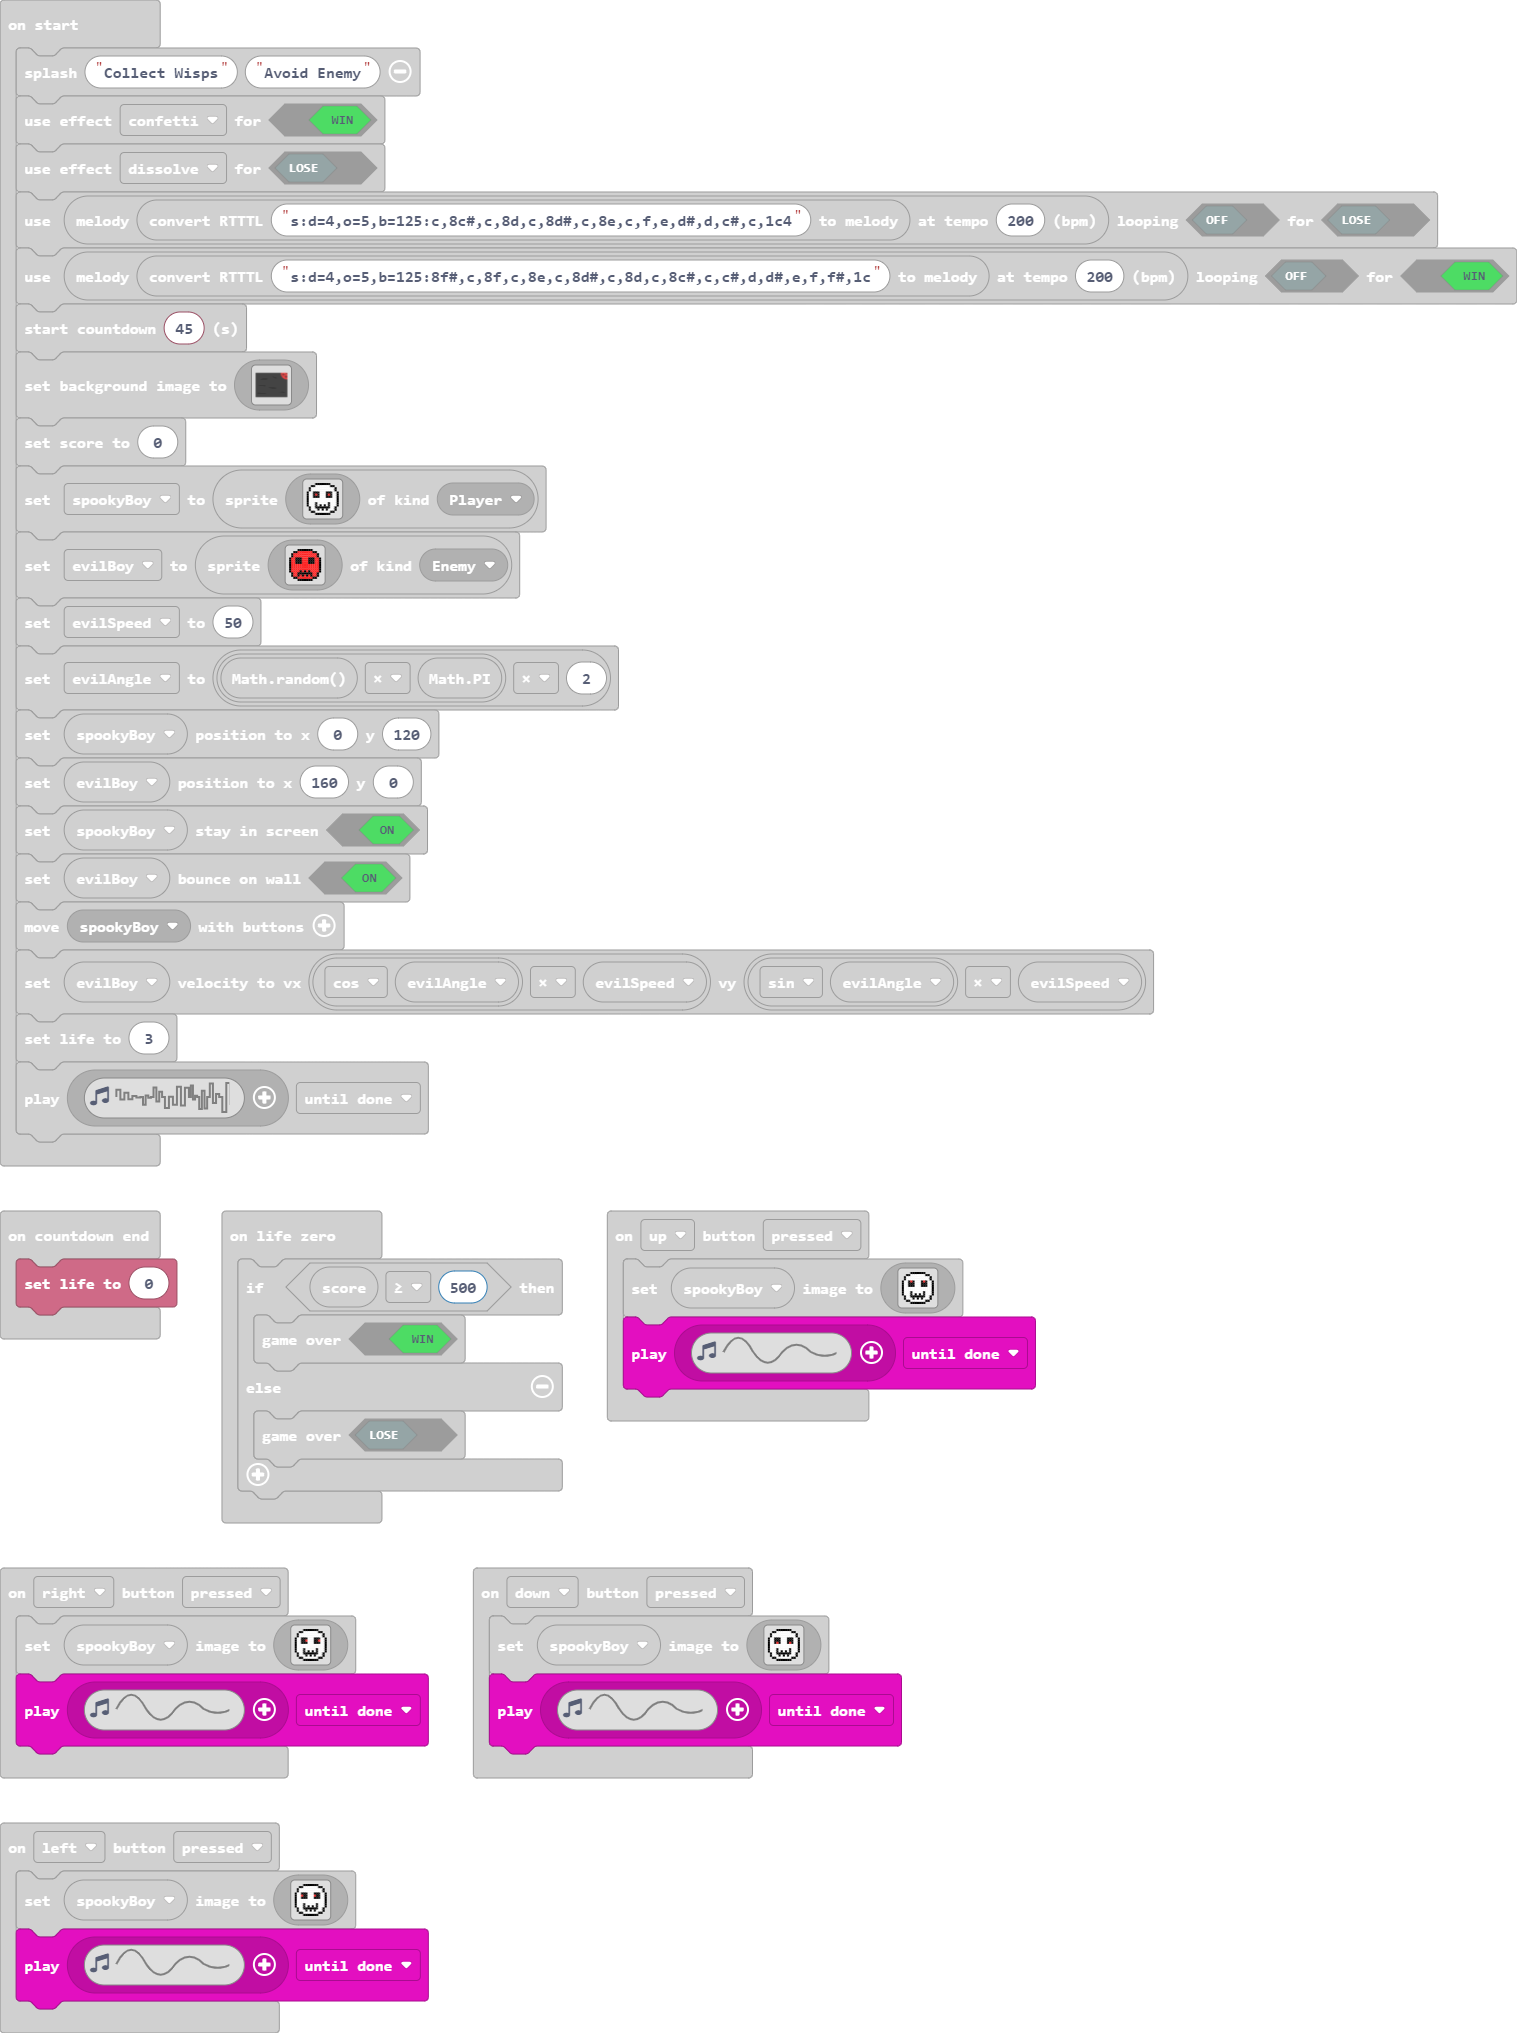 on start
splash "Collect Wisps" "Avoid Enemy"
use effect confetti for WIN
use effect dissolve for LOSE
use melody convert RTTTL "s:d=4,o=5,b=125:c,8c#,c,8d,c,8d#,c,8e,c,f,e,d#,d,c#,c,1c4" to melody at tempo 200 (bpm) looping OFF for LOSE
use melody convert RTTTL "s:d=4,o=5,b=125:8f#,c,8f,c,8e,c,8d#,c,8d,c,8c#,c,c#,d,d#,e,f,f#,1c" to melody at tempo 200 (bpm) looping OFF for WIN
start countdown 45 (s)
set background image to
set score to 0
set spookyBoy to sprite of kind Player
set evilBoy to sprite of kind Enemy
set evilSpeed to 50
set evilAngle to Math.random() × Math.PI × 2
set spookyBoy position to x 0 y 120
set evilBoy position to x 160 y 0
set spookyBoy stay in screen ON
set evilBoy bounce on wall ON
move spookyBoy with buttons
set evilBoy velocity to vx cos evilAngle × evilSpeed vy sin evilAngle × evilSpeed
set life to 3
play until done
on countdown end
set life to 0
on life zero
if score ≥ 500 then
game over WIN
else
game over LOSE
on up button pressed
set spookyBoy image to
play until done
on right button pressed
set spookyBoy image to
play until done
on down button pressed
set spookyBoy image to
play until done
on left button pressed
set spookyBoy image to
play until done